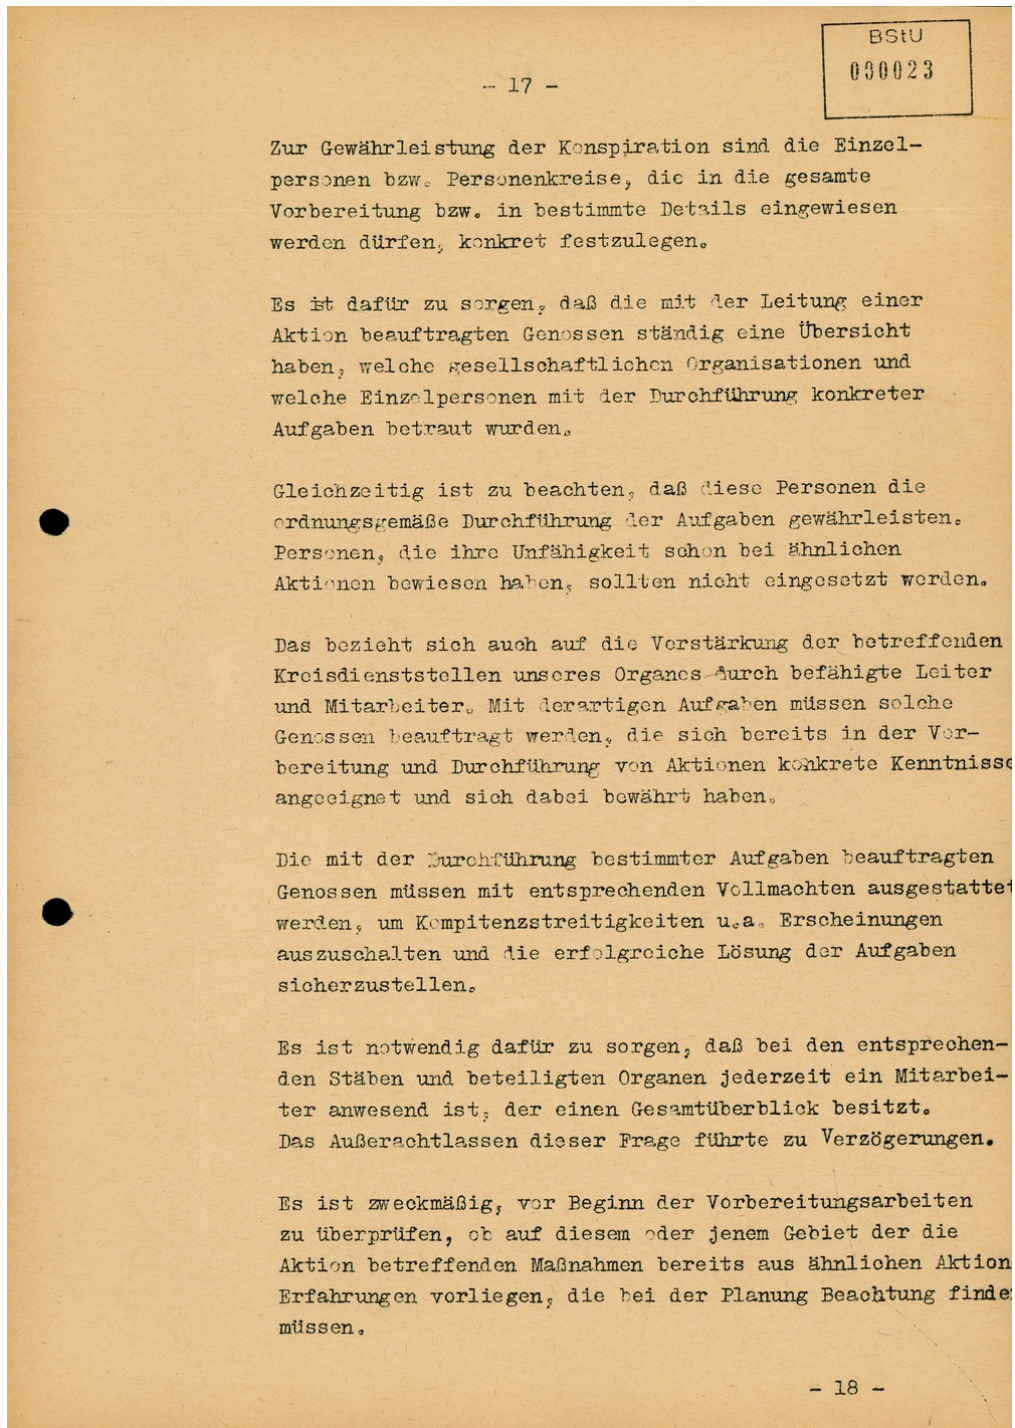 BStU
000023
- 17 -
Zur Gewährleistung der Konspiration sind die Einzel-
personen bzw. Personenkreise, die in die gesamte
Vorbereitung bzw. in bestimmte Details eingewiesen
werden dürfen, konkret festzulegen.
Es ist dafür zu sorgen, daß die mit der Leitung einer
Aktion beauftragten Genossen ständig eine Übersicht
haben, welche gesellschaftlichen Organisationen und
welche Einzelpersonen mit der Durchführung konkreter
Aufgaben betraut wurden.
Gleichzeitig ist zu beachten, daß diese Personen die
ordnungsgemäße Durchführung der Aufgaben gewährleisten.
Personen, die ihre Unfähigkeit schon bei ähnlichen
Aktionen bewiesen haben, sollten nicht eingesetzt werden.
Das bezieht sich auch auf die Verstärkung der betreffenden
Kreisdienststellen unseres Organes durch befähigte Leiter
und Mitarbeiter. Mit derartigen Aufgaben müssen solche
Genossen beauftragt werden, die sich bereits in der Vor-
bereitung und Durchführung von Aktionen konkrete Kenntnisse
angeeignet und sich dabei bewährt haben.
Die mit der Durchführung bestimmter Aufgaben beauftragten
Genossen müssen mit entsprechenden Vollmachten ausgestattet
werden, um Kompitenzstreitigkeiten u.a. Erscheinungen
auszuschalten und die erfolgreiche Lösung der Aufgaben
sicherzustellen.
Es ist notwendig dafür zu sorgen, daß bei den entsprechen-
den Stäben und beteiligten Organen jederzeit ein Mitarbei-
ter anwesend ist, der einen Gesamtüberblick besitzt.
Das Außerachtlassen dieser Frage führte zu Verzögerungen.
Es ist zweckmäßig, vor Beginn der Vorbereitungsarbeiten
zu überprüfen, ob auf diesem oder jenem Gebiet der die
Aktion betreffenden Maßnahmen bereits aus ähnlichen Aktion
Erfahrungen vorliegen, die bei der Planung Beachtung finde
müssen.
- 18 -